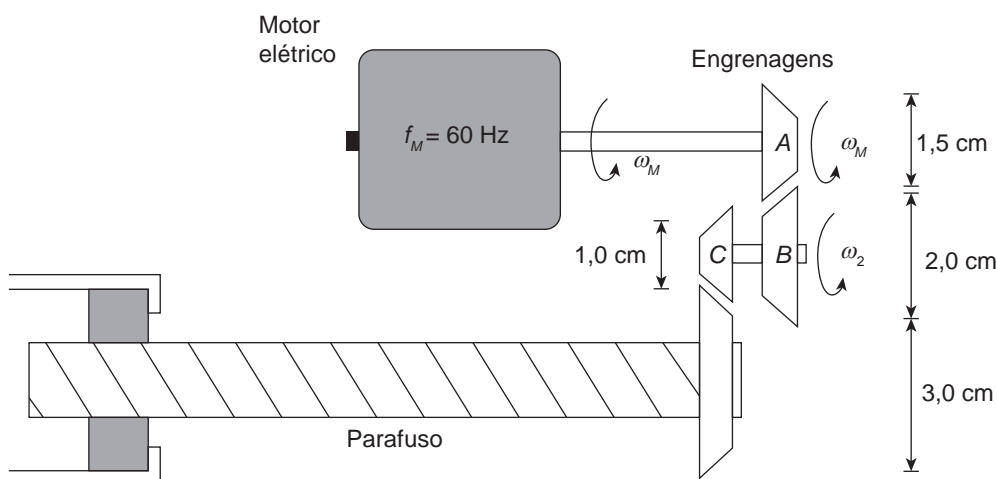 Motor
elétrico
Engrenagens
f_M = 60 Hz
ω_M
A
ω_M
1,5 cm
1,0 cm
C
B
ω_2
2,0 cm
3,0 cm
Parafuso